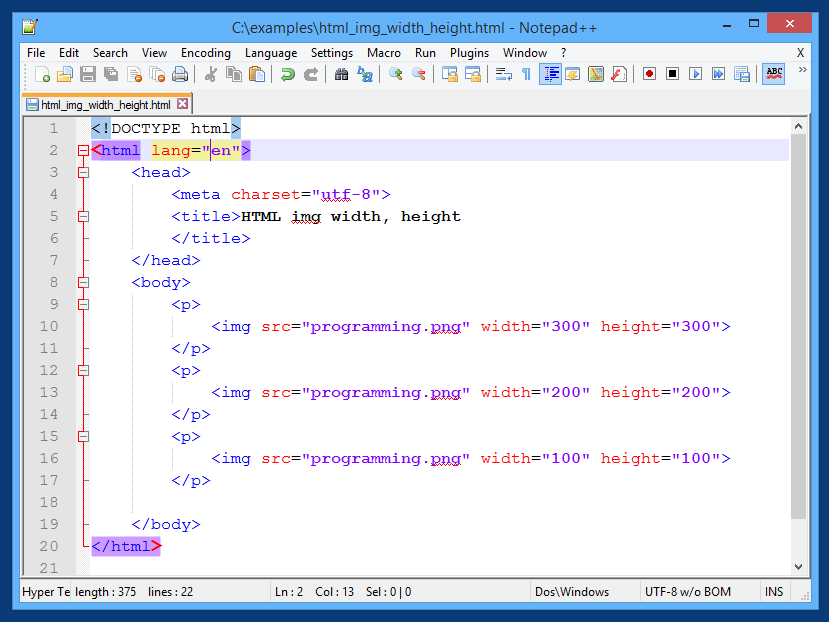 C:\examples\html_img_width_height.html - Notepad++
File Edit Search View Encoding Language Settings Macro Run Plugins Window ? X
ABC
html_img_width_height.html
1 <!DOCTYPE html>
2 <html lang="en">
3 <head>
4 <meta charset="utf-8">
5 <title>HTML img width, height
6 </title>
7 </head>
8 <body>
9 <p>
10 <img src="programming.png" width="300" height="300">
11 </p>
12 <p>
13 <img src="programming.png" width="200" height="200">
14 </p>
15 <p>
16 <img src="programming.png" width="100" height="100">
17 </p>
18
19 </body>
20 </html>
21
Hyper Te length : 375 lines : 22 Ln : 2 Col : 13 Sel : 0 | 0 Dos\Windows UTF-8 w/o BOM INS